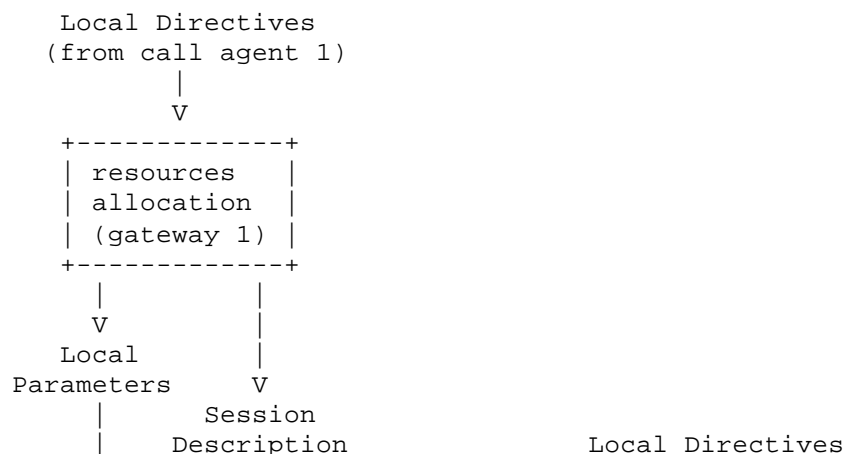 Local Directives
(from call agent 1)
|
V
+-------------+
| resources |
| allocation |
| (gateway 1) |
+-------------+
| |
V |
Local |
Parameters V
| Session
| Description Local Directives